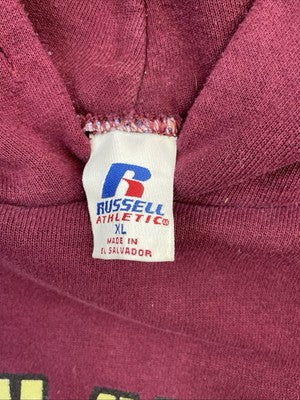 R
RUSSELL
ATHLETIC
XL
MADE IN
EL SALVADOR